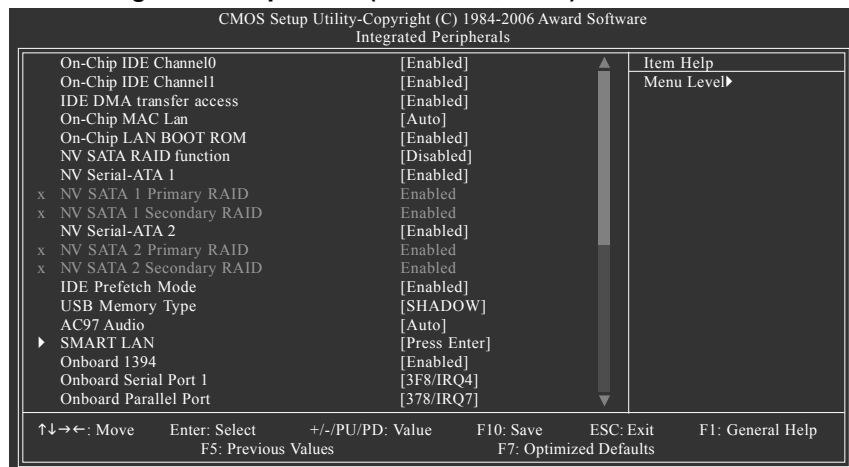 CMOS Setup Utility-Copyright (C) 1984-2006 Award Software
Integrated Peripherals
On-Chip IDE Channel0 [Enabled]
On-Chip IDE Channel1 [Enabled]
IDE DMA transfer access [Enabled]
On-Chip MAC Lan [Auto]
On-Chip LAN BOOT ROM [Enabled]
NV SATA RAID function [Disabled]
NV Serial-ATA 1 [Enabled]
x NV SATA 1 Primary RAID Enabled
x NV SATA 1 Secondary RAID Enabled
NV Serial-ATA 2 [Enabled]
x NV SATA 2 Primary RAID Enabled
x NV SATA 2 Secondary RAID Enabled
IDE Prefetch Mode [Enabled]
USB Memory Type [SHADOW]
AC97 Audio [Auto]
SMART LAN [Press Enter]
Onboard 1394 [Enabled]
Onboard Serial Port 1 [3F8/IRQ4]
Onboard Parallel Port [378/IRQ7]
Item Help
Menu Level
↑↓→←: Move Enter: Select +/-/PU/PD: Value F10: Save ESC: Exit F1: General Help
F5: Previous Values F7: Optimized Defaults